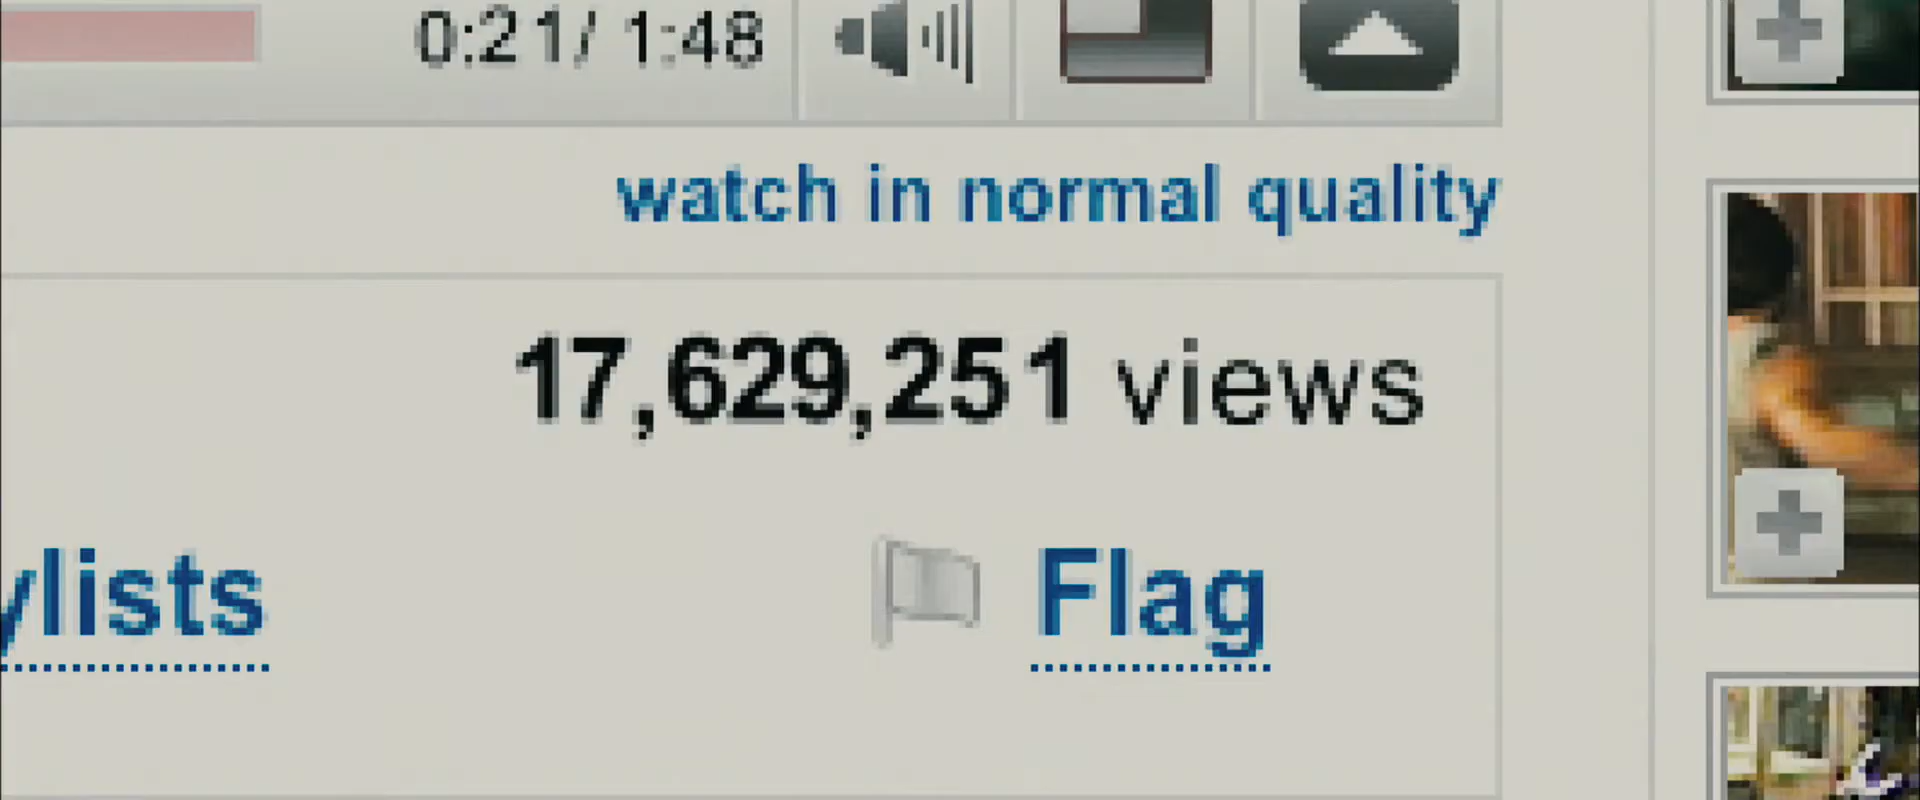 0:21/ 1:48
watch in normal quality
17,629,251 views
ylists
Flag